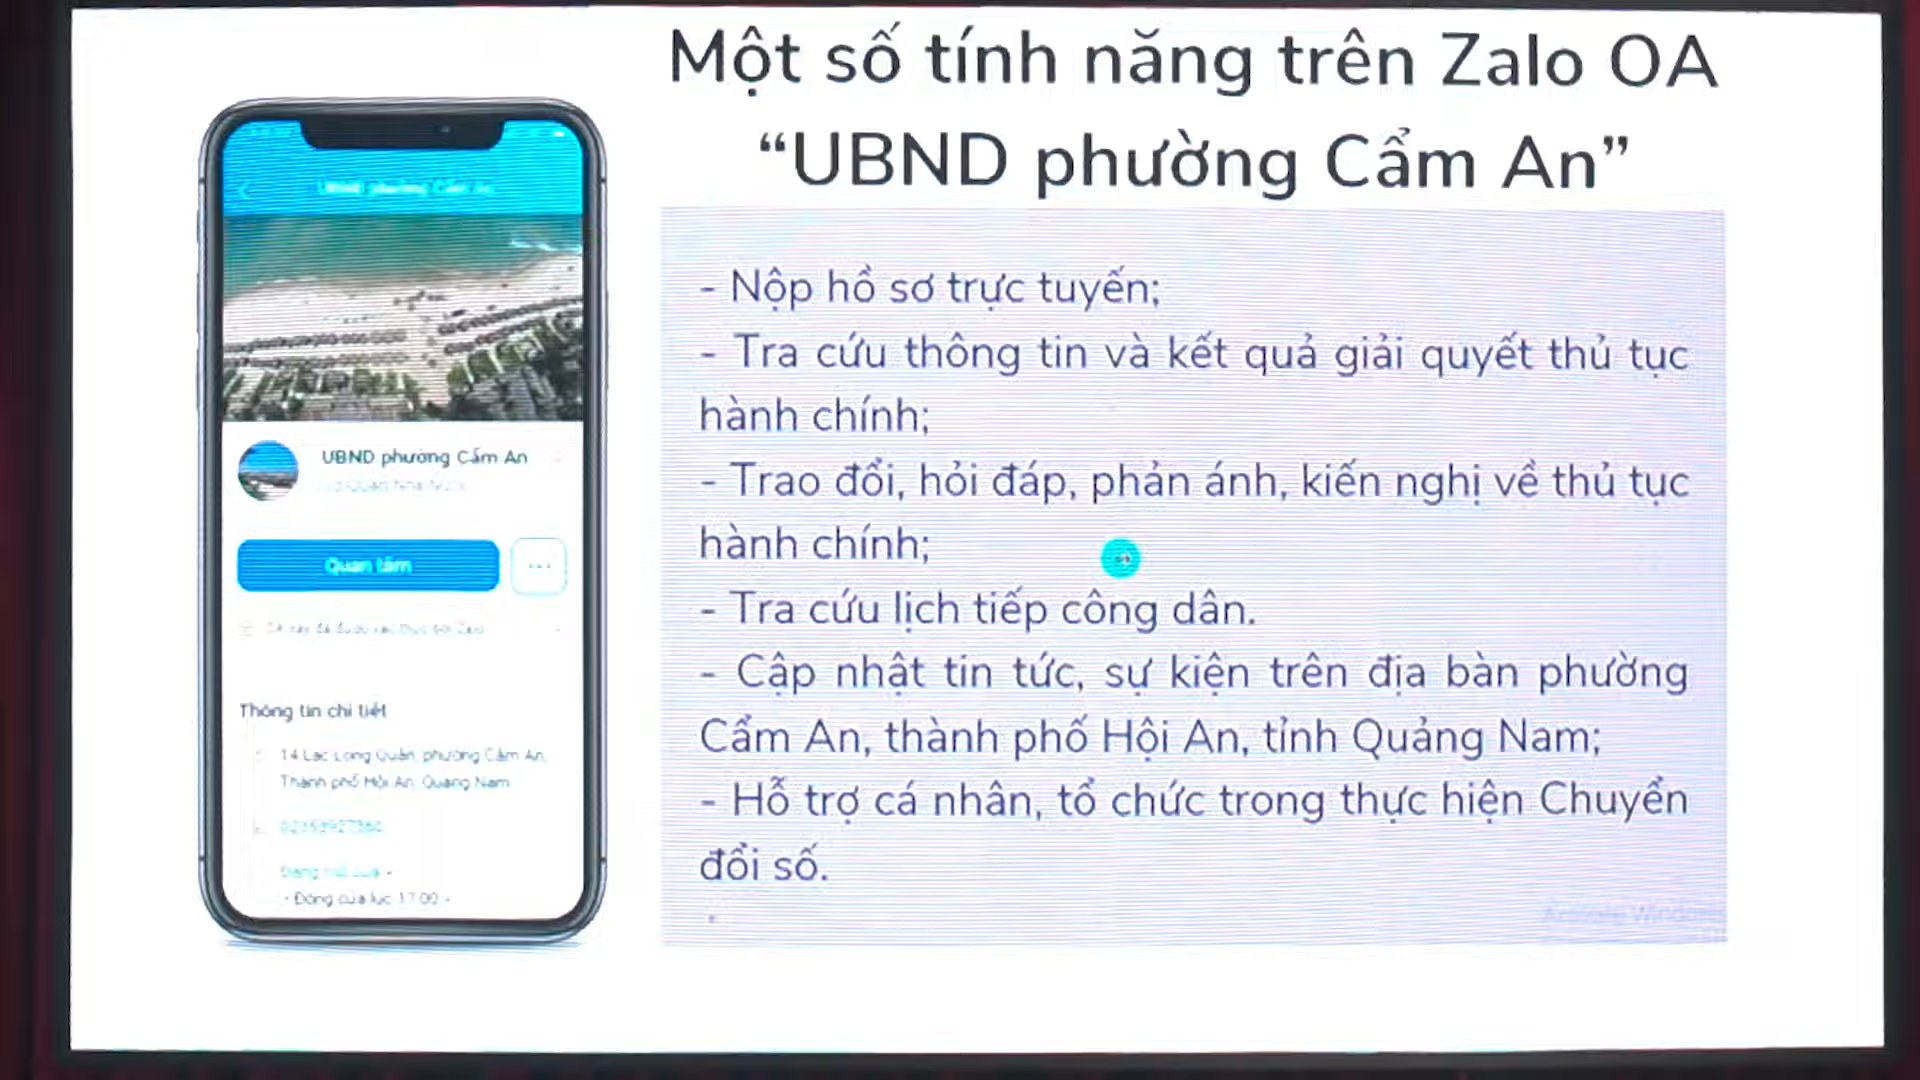 Một số tính năng trên Zalo OA
“UBND phường Cẩm An”
- Nộp hồ sơ trực tuyến;
- Tra cứu thông tin và kết quả giải quyết thủ tục
hành chính;
- Trao đổi, hỏi đáp, phản ánh, kiến nghị về thủ tục
hành chính;
- Tra cứu lịch tiếp công dân.
- Cập nhật tin tức, sự kiện trên địa bàn phường
Cẩm An, thành phố Hội An, tỉnh Quảng Nam;
- Hỗ trợ cá nhân, tổ chức trong thực hiện Chuyển
đổi số.
UBND phường Cẩm An
UBND phường Cẩm An
Quan tâm
Thông tin chi tiết
14 Lạc Long Quân, phường Cẩm An,
Thành phố Hội An, Quảng Nam
- Đóng cửa lúc 17:00 -
Activate Windows